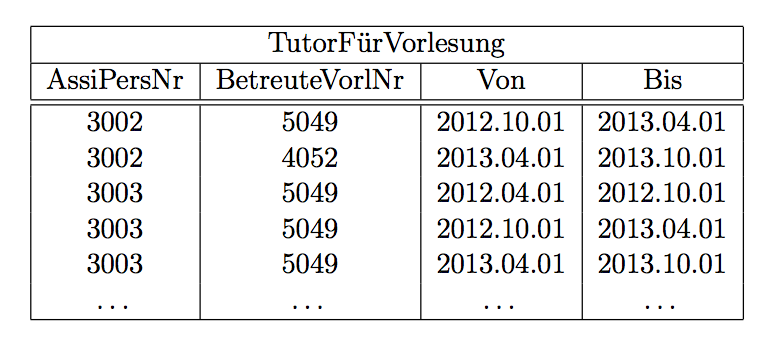 TutorFürVorlesung
AssiPersNr BetreuteVorlNr Von Bis
3002 5049 2012.10.01 2013.04.01
3002 4052 2013.04.01 2013.10.01
3003 5049 2012.04.01 2012.10.01
3003 5049 2012.10.01 2013.04.01
3003 5049 2013.04.01 2013.10.01
... ... ... ...